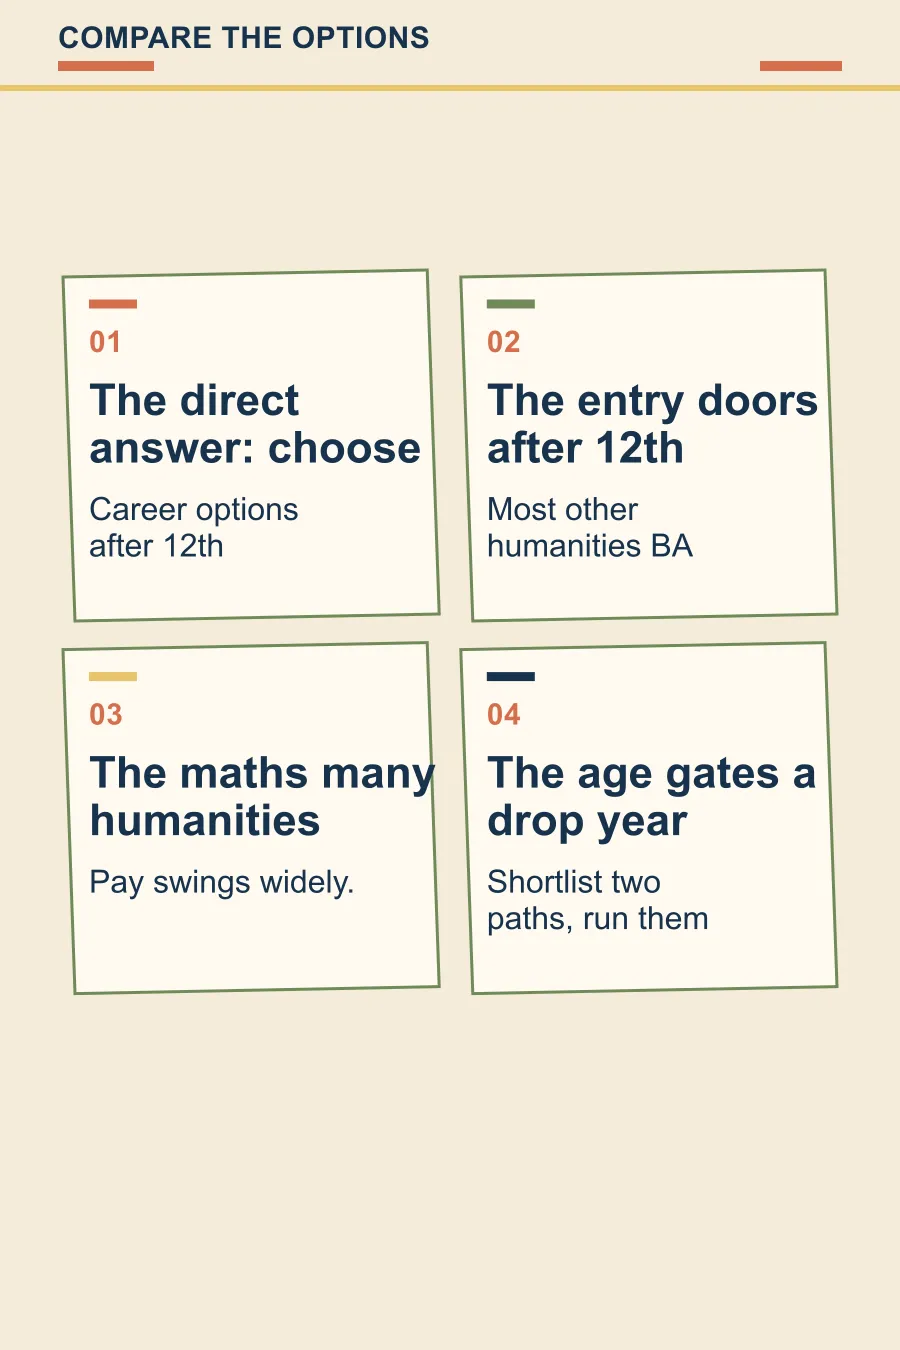 COMPARE THE OPTIONS
01
The direct
answer: choose
Career options
after 12th
02
The entry doors
after 12th
Most other
humanities BA
03
The maths many
humanities
Pay swings widely.
04
The age gates a
drop year
Shortlist two
paths, run them